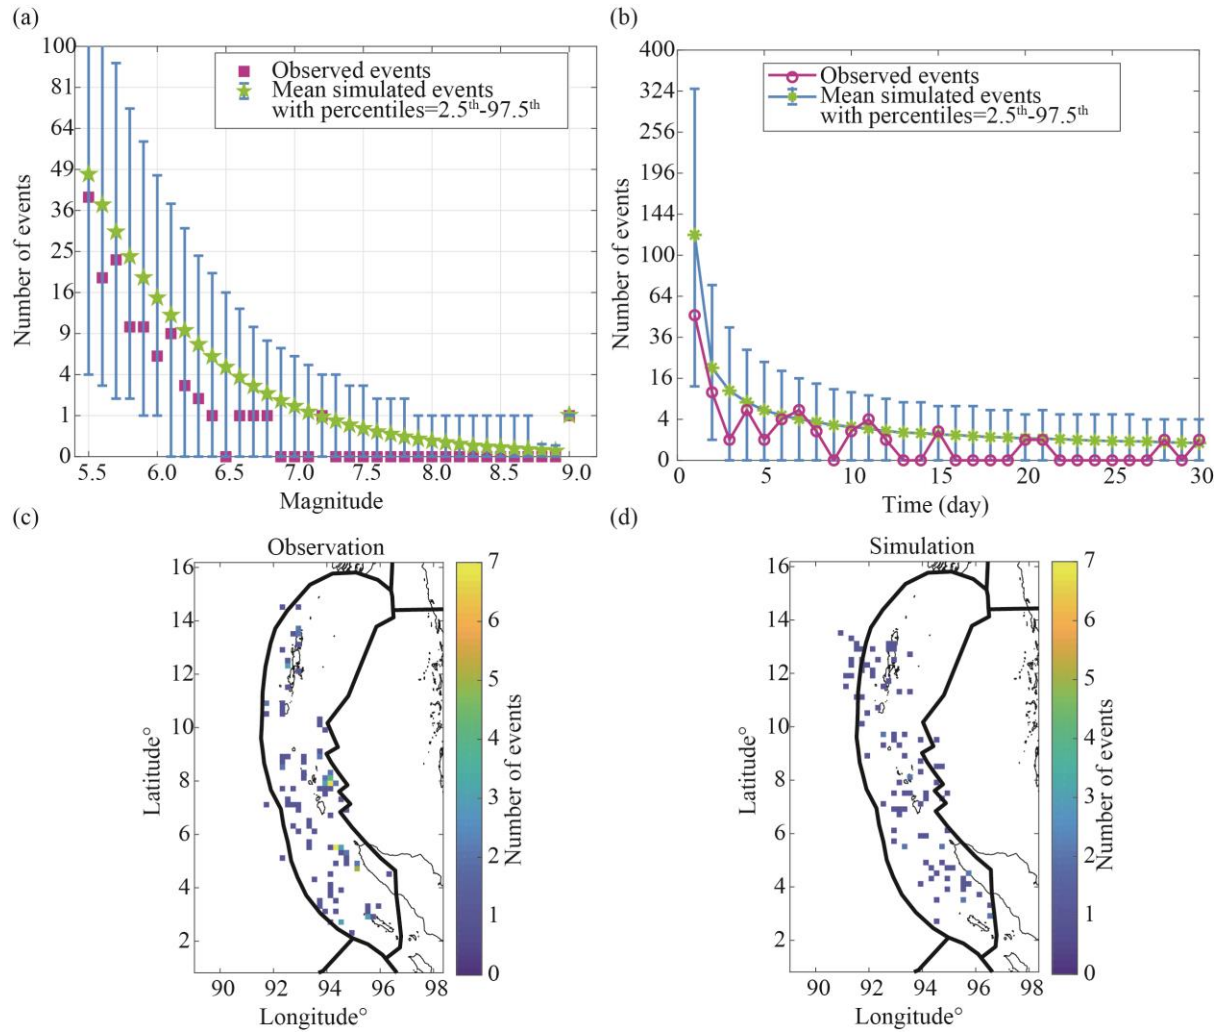 (a)
100
81
64
49
36
25
16
9
4
1
0
Number of events
Observed events
Mean simulated events
with percentiles=2.5th-97.5th
5.5 6.0 6.5 7.0 7.5 8.0 8.5 9.0
Magnitude
(b)
400
324
256
196
144
100
64
36
16
4
0
Number of events
Observed events
Mean simulated events
with percentiles=2.5th-97.5th
0 5 10 15 20 25 30
Time (day)
(c)
Observation
16
14
12
10
8
6
4
2
Latitude°
90 92 94 96 98
Longitude°
7
6
5
4
3
2
1
0
Number of events
(d)
Simulation
16
14
12
10
8
6
4
2
Latitude°
90 92 94 96 98
Longitude°
7
6
5
4
3
2
1
0
Number of events